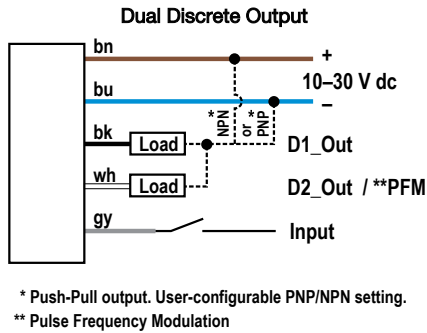 Dual Discrete Output
bn
+
10–30 V dc
bu
–
* NPN
or
* PNP
bk
Load
D1_Out
wh
Load
D2_Out / **PFM
gy
Input
* Push-Pull output. User-configurable PNP/NPN setting.
** Pulse Frequency Modulation